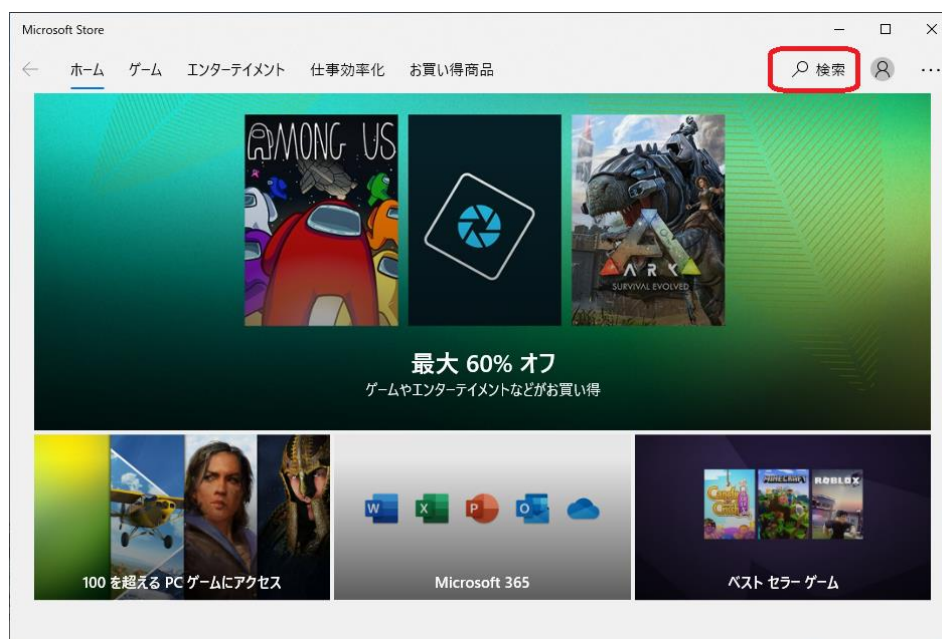 Microsoft Store
ホーム ゲーム エンターテイメント 仕事効率化 お買い得商品 検索
AMONG US
ARK
SURVIVAL EVOLVED
最大 60% オフ
ゲームやエンターテイメントなどがお買い得
W X P O
Candy Crush MINECRAFT ROBLOX
100 を超える PC ゲームにアクセス
Microsoft 365
ベスト セラー ゲーム